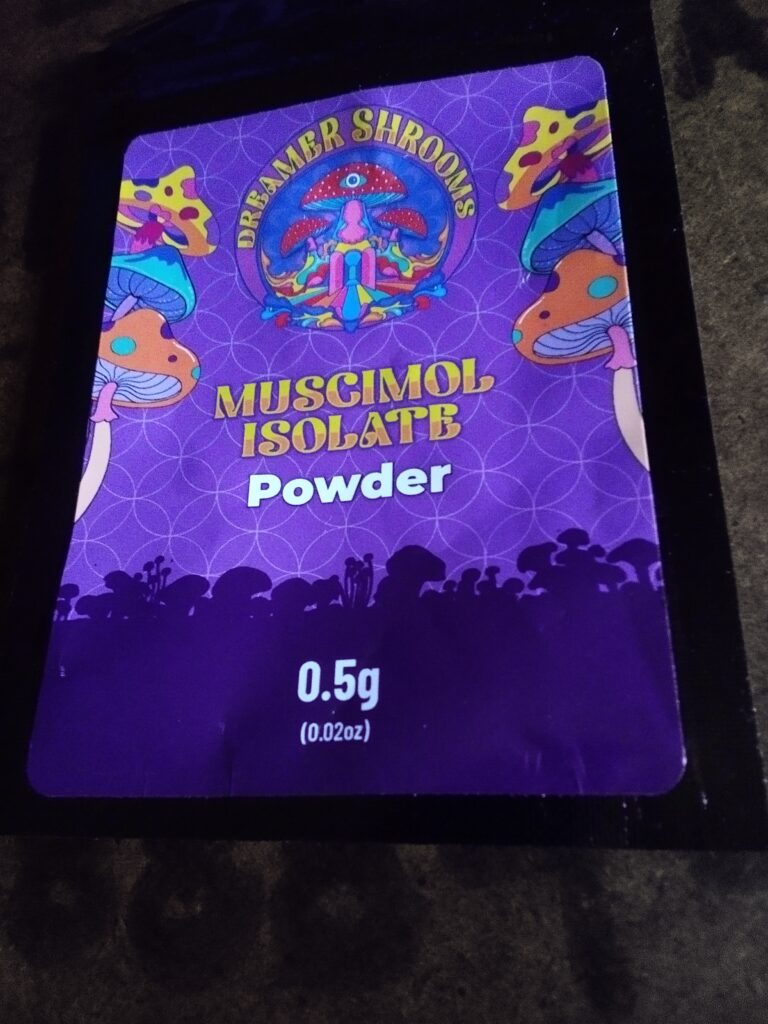 DREAMER SHROOMS
MUSCIMOL
ISOLATE
Powder
0.5g
(0.02oz)